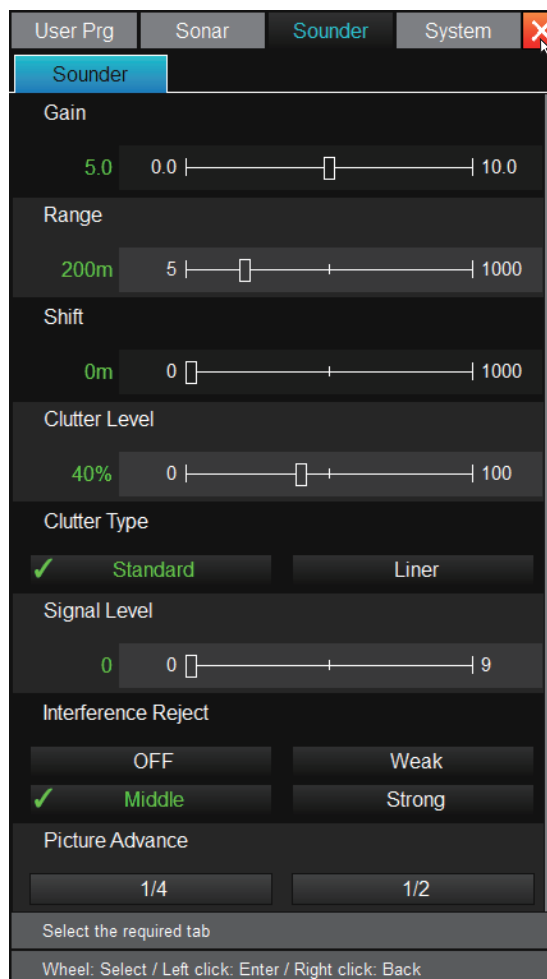 User Prg Sonar Sounder System
Sounder
Gain
5.0 0.0 10.0
Range
200m 5 1000
Shift
0m 0 1000
Clutter Level
40% 0 100
Clutter Type
✓ Standard Liner
Signal Level
0 0 9
Interference Reject
OFF Weak
✓ Middle Strong
Picture Advance
1/4 1/2
Select the required tab
Wheel: Select / Left click: Enter / Right click: Back